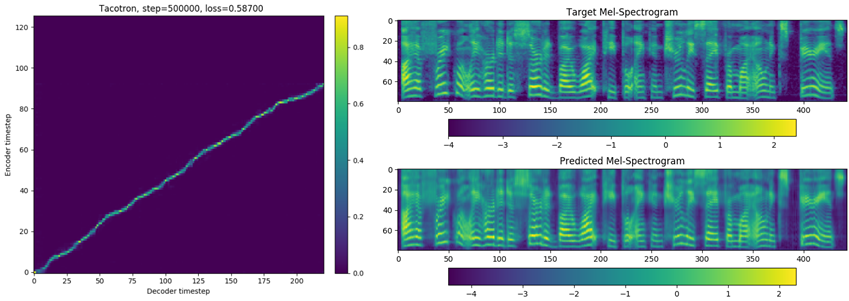 Tacotron, step=500000, loss=0.58700
120
100
80
60
40
20
0
Encoder timestep
0 25 50 75 100 125 150 175 200
Decoder timestep
0.8
0.6
0.4
0.2
0.0
Target Mel-Spectrogram
0
20
40
60
0 50 100 150 200 250 300 350 400
−4 −3 −2 −1 0 1 2
Predicted Mel-Spectrogram
0
20
40
60
0 50 100 150 200 250 300 350 400
−4 −3 −2 −1 0 1 2